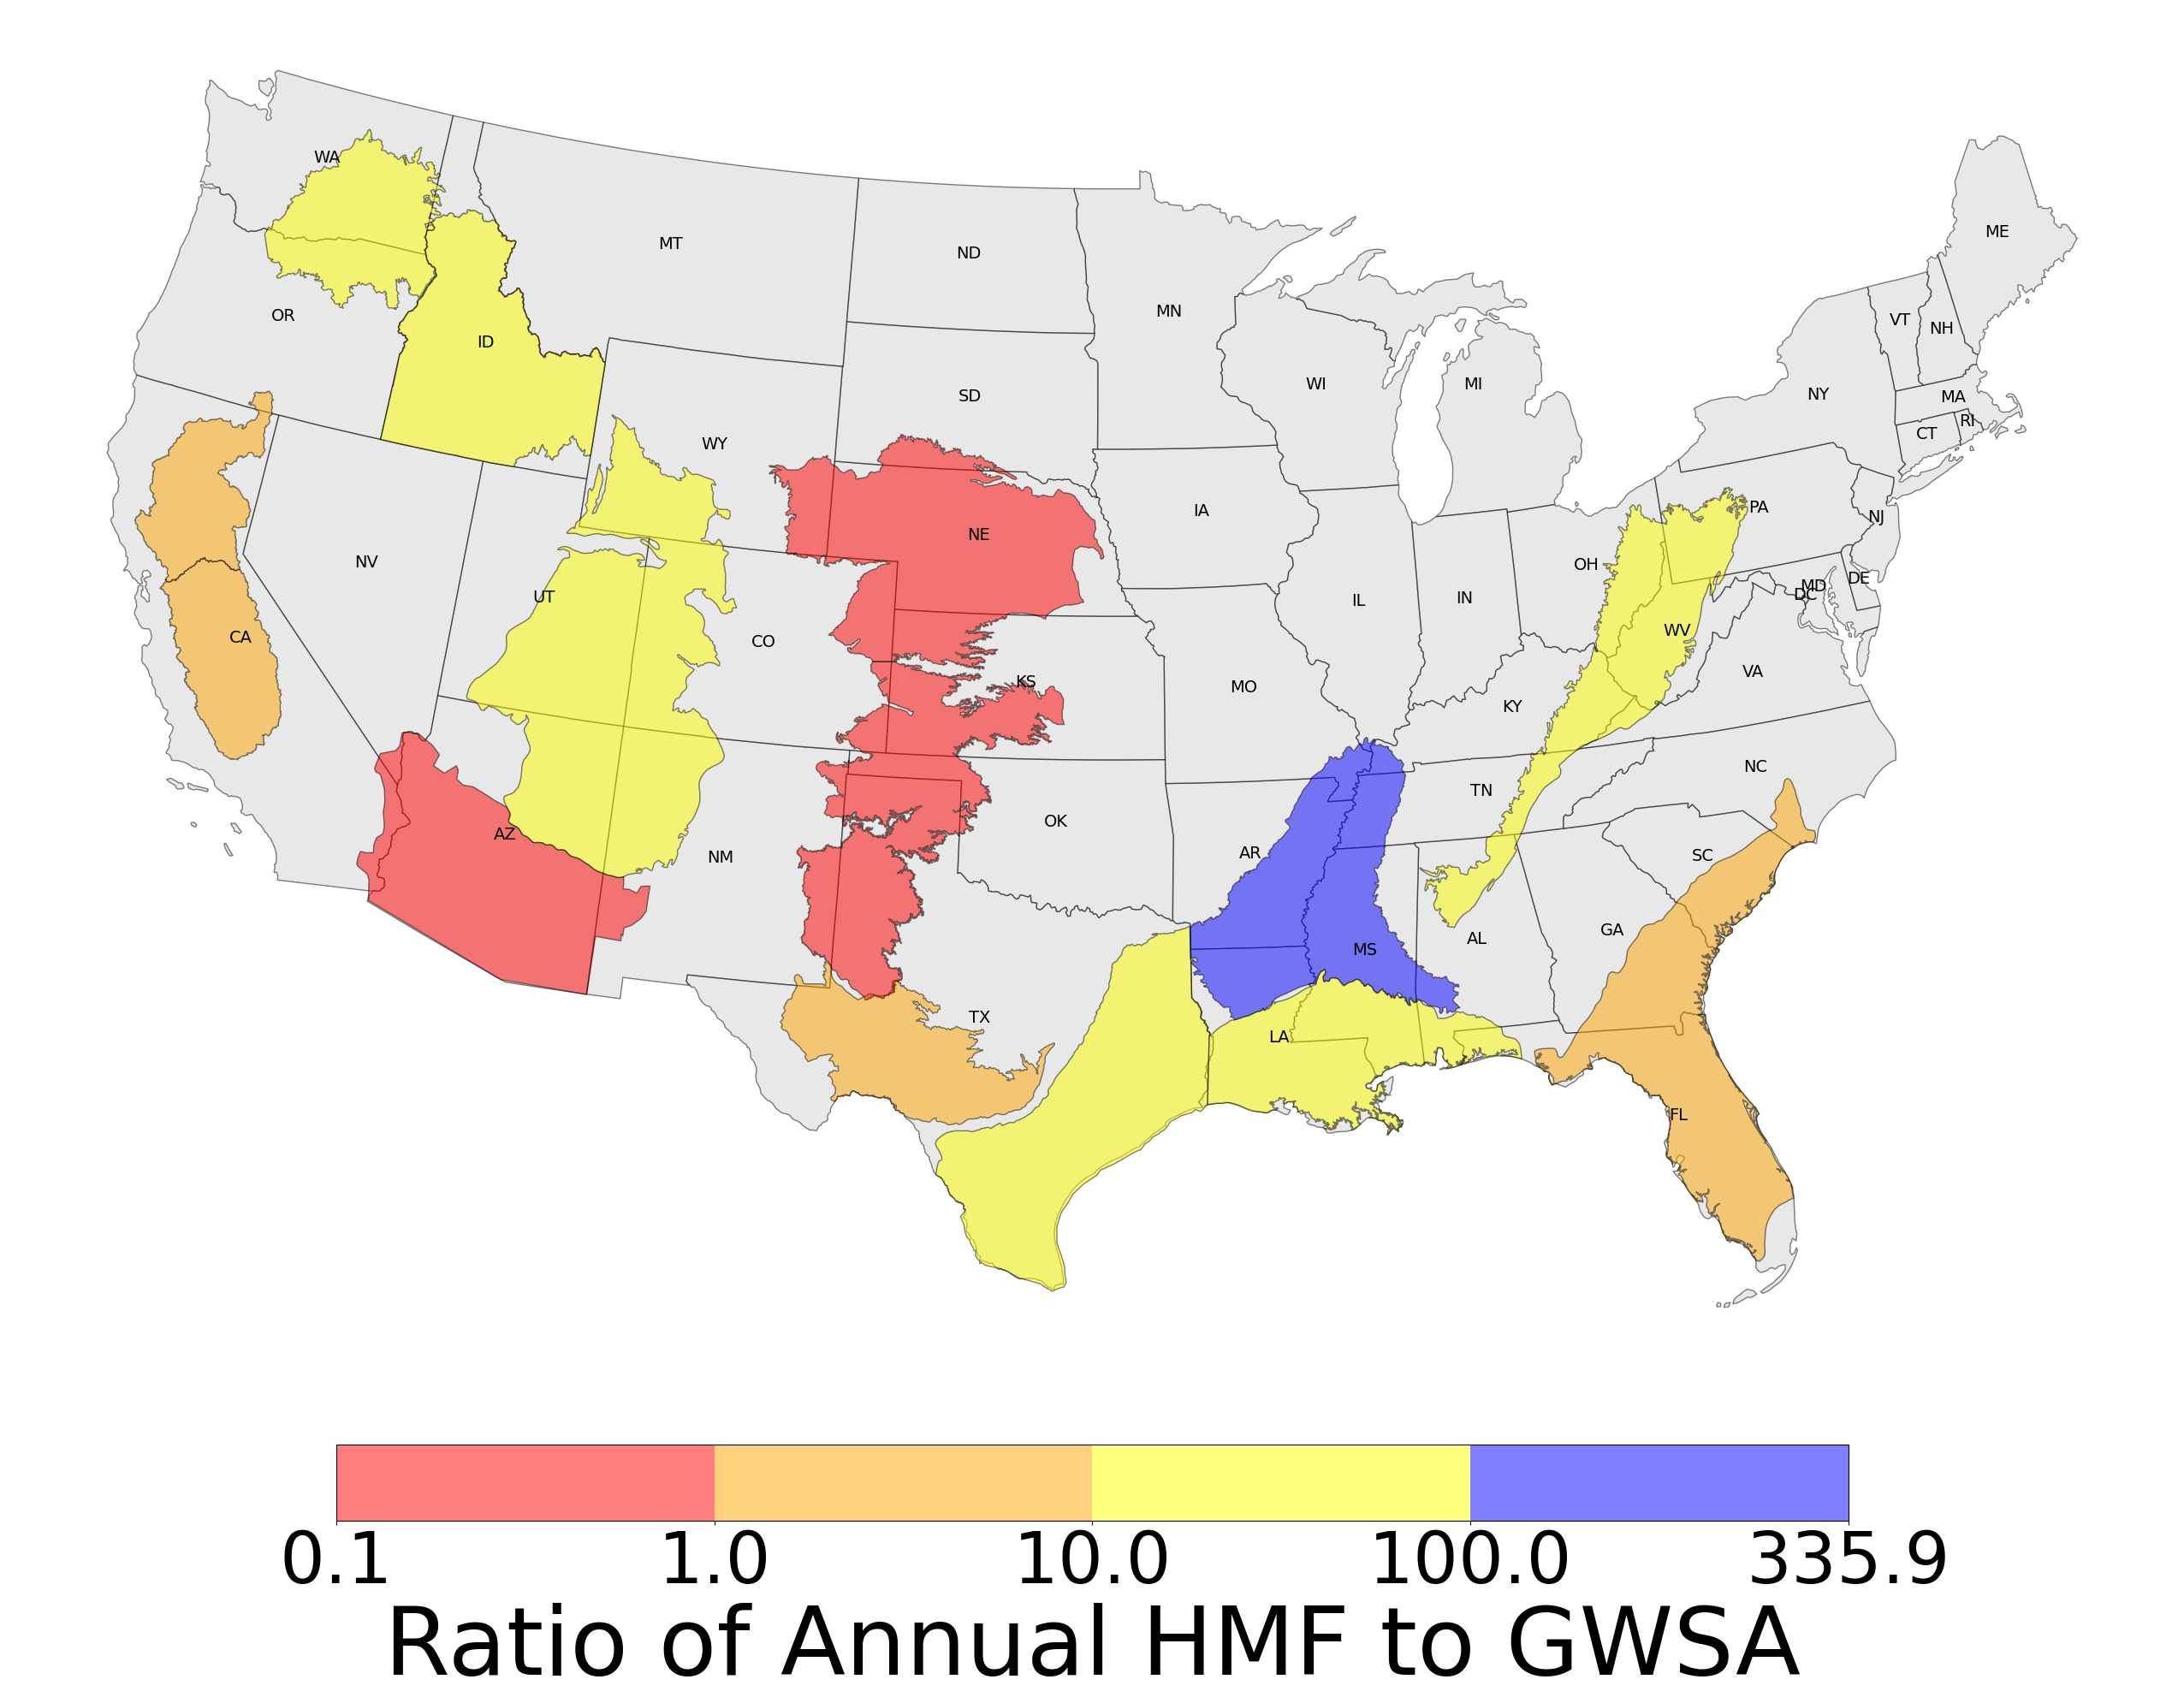 WA
MT
ND
ME
MN
OR
VT
NH
ID
WI
MI
SD
NY
MA
RI
CT
WY
PA
IA
NJ
NE
NV
OH
DE
MD
DC
UT
IL
IN
WV
CA
CO
VA
KS
MO
KY
NC
TN
OK
AZ
AR
SC
NM
GA
AL
MS
TX
LA
FL
0.1 1.0 10.0 100.0 335.9
Ratio of Annual HMF to GWSA